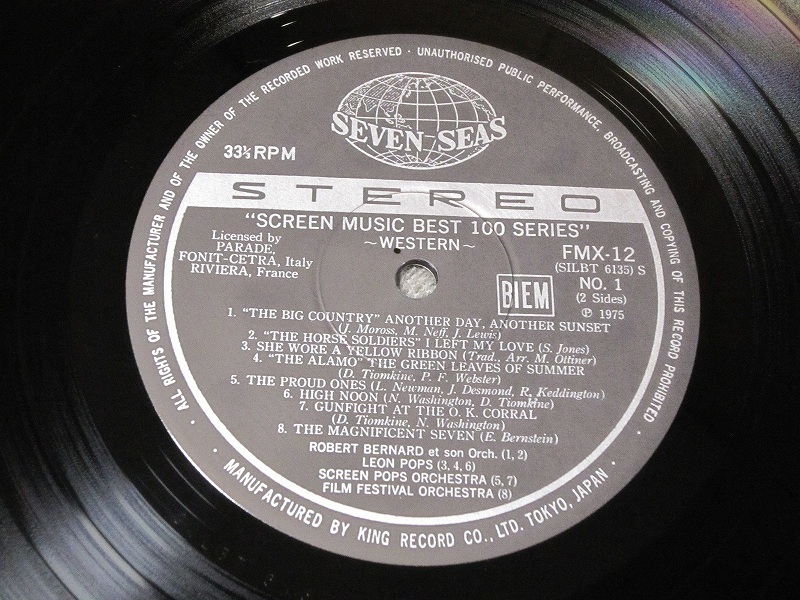 · ALL RIGHTS OF THE MANUFACTURER AND OF THE OWNER OF THE RECORDED WORK RESERVED · UNAUTHORISED PUBLIC PERFORMANCE, BROADCASTING AND COPYING OF THIS RECORD PROHIBITED ·
SEVEN SEAS
33⅓RPM
STEREO
"SCREEN MUSIC BEST 100 SERIES"
~WESTERN~
Licensed by
PARADE,
FONIT-CETRA, Italy
RIVIERA, France
FMX-12
(SILBT 6135) S
NO. 1
(2 Sides)
℗ 1975
BIEM
1. "THE BIG COUNTRY" ANOTHER DAY, ANOTHER SUNSET
(J. Moross, M. Neff, J. Lewis)
2. "THE HORSE SOLDIERS" I LEFT MY LOVE (S. Jones)
3. SHE WORE A YELLOW RIBBON (Trad., Arr. M. Ottiner)
4. "THE ALAMO" THE GREEN LEAVES OF SUMMER
(D. Tiomkine, P. F. Webster)
5. THE PROUD ONES (L. Newman, J. Desmond, R. Keddington)
6. HIGH NOON (N. Washington, D. Tiomkine)
7. GUNFIGHT AT THE O. K. CORRAL
(D. Tiomkine, N. Washington)
8. THE MAGNIFICENT SEVEN (E. Bernstein)
ROBERT BERNARD et son Orch. (1, 2)
LEON POPS (3, 4, 6)
SCREEN POPS ORCHESTRA (5, 7)
FILM FESTIVAL ORCHESTRA (8)
· MANUFACTURED BY KING RECORD CO., LTD. TOKYO, JAPAN ·